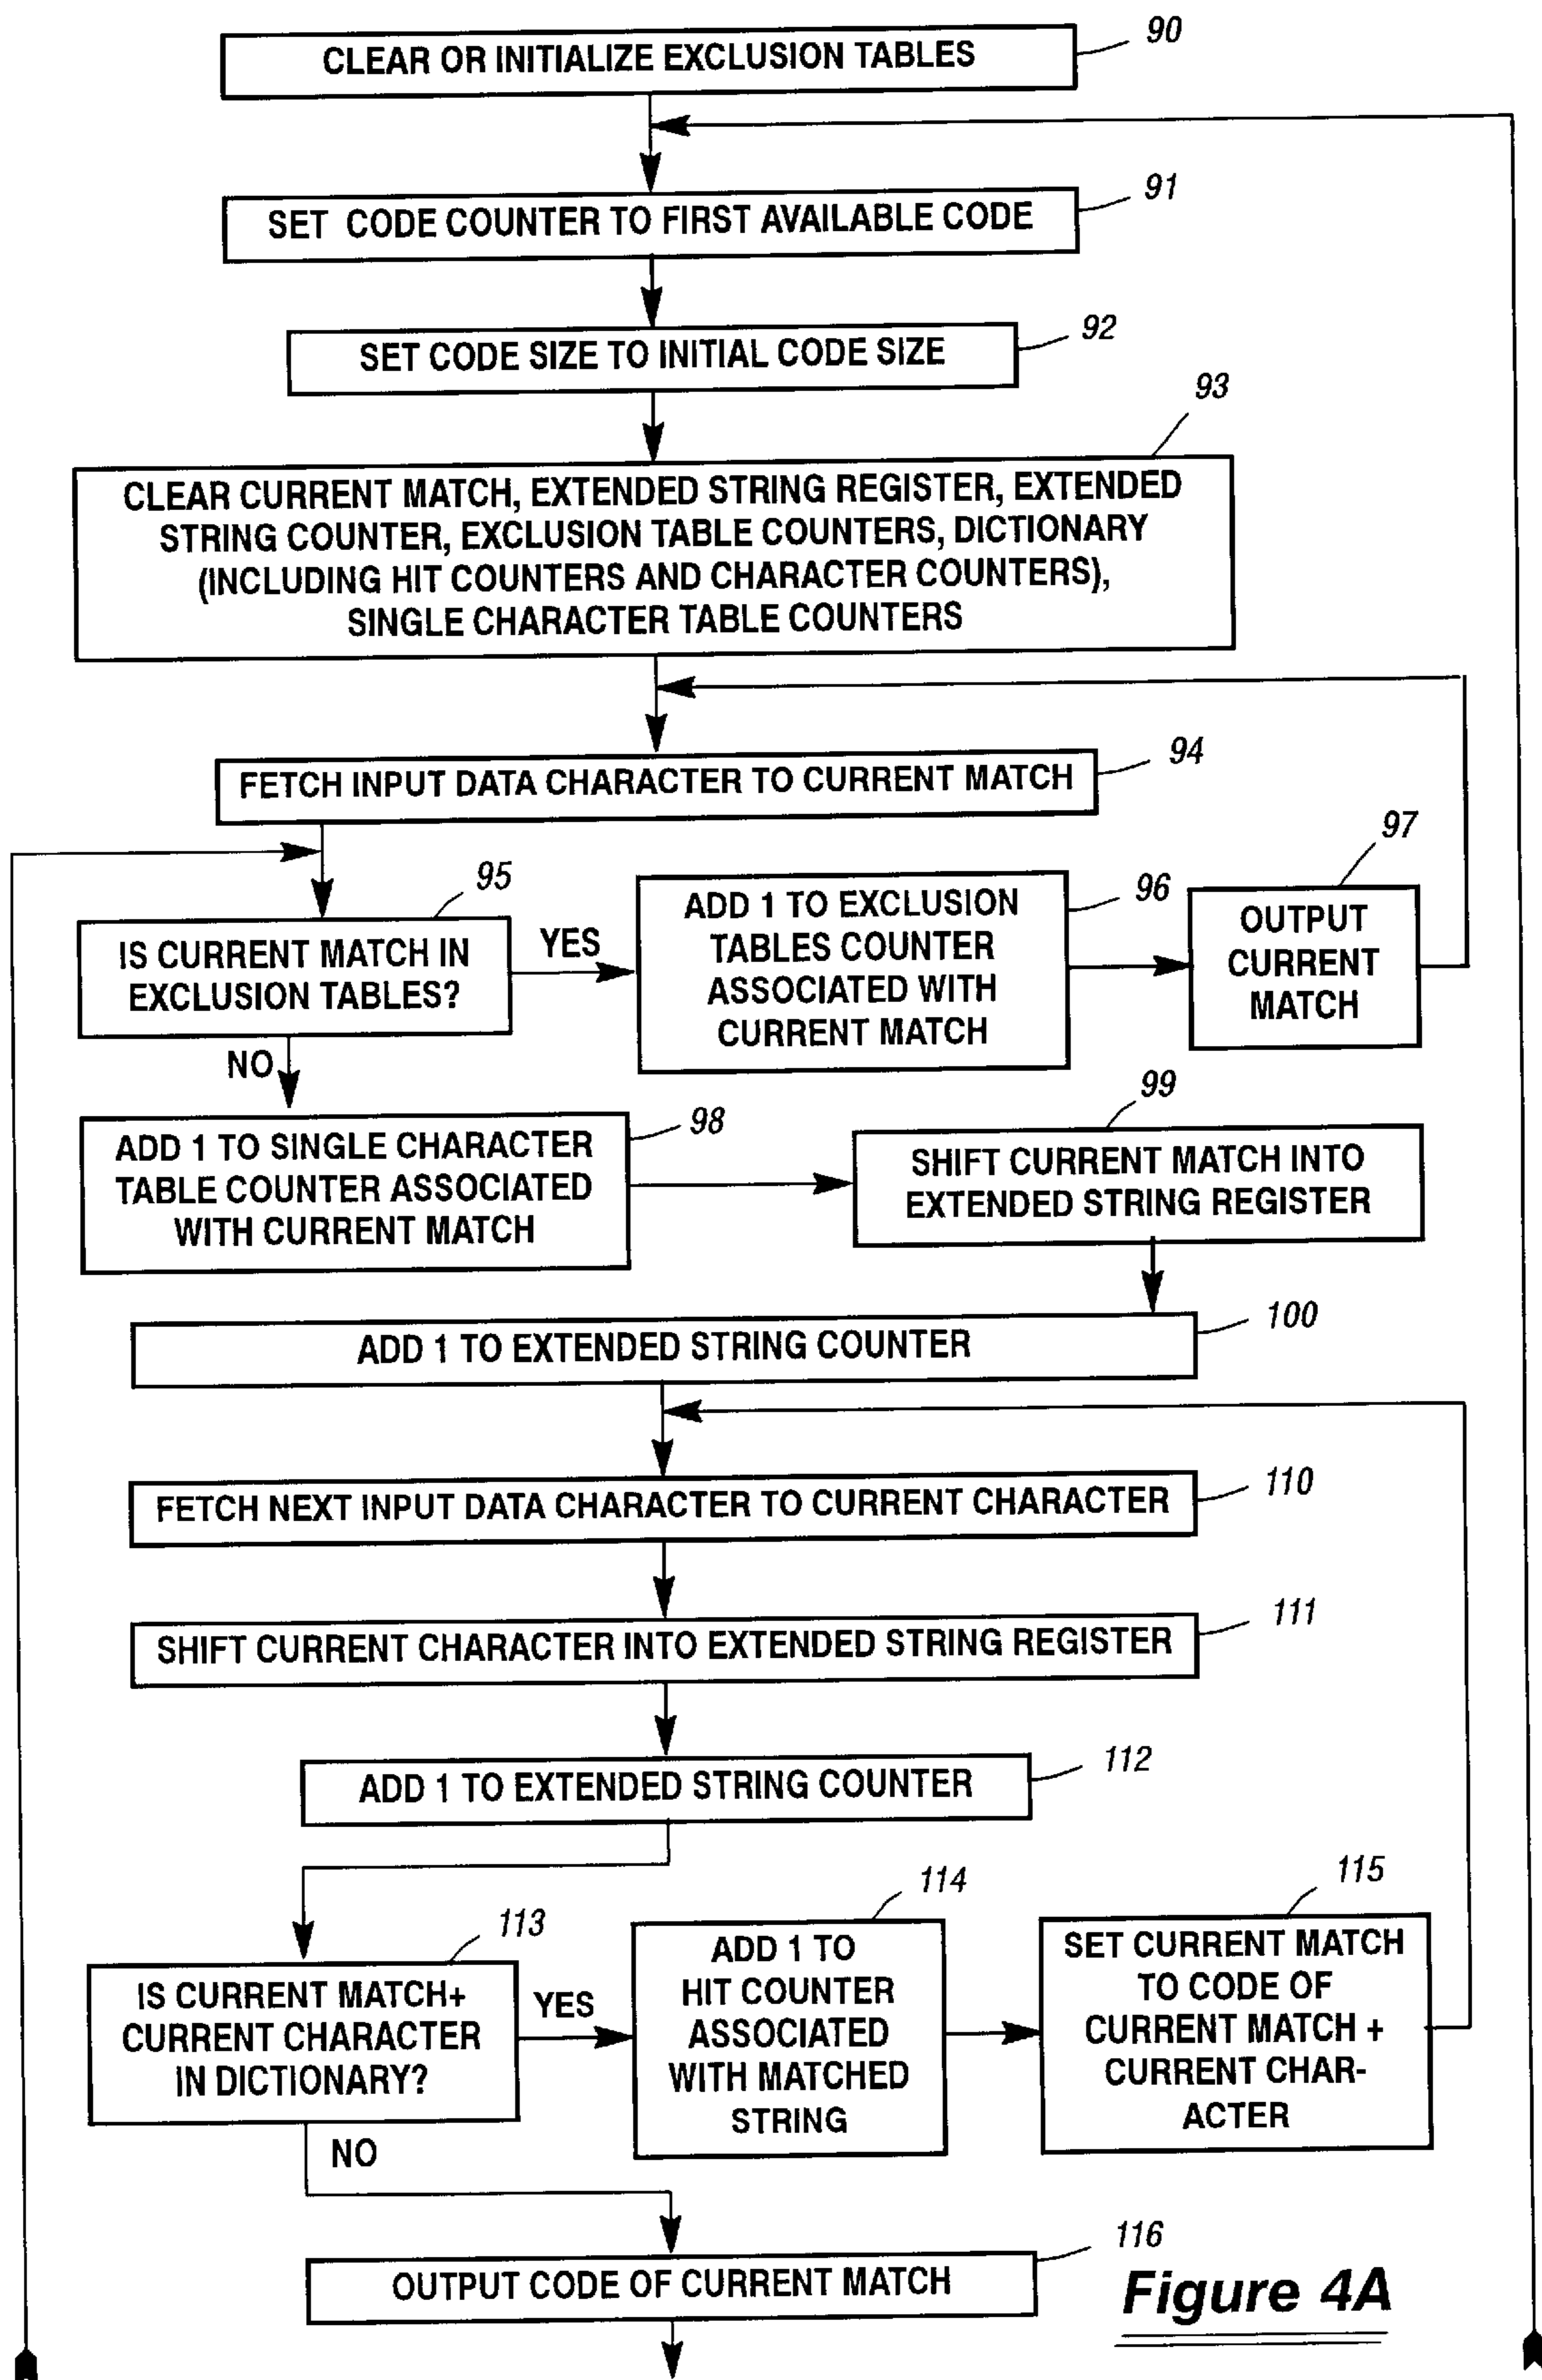 90
CLEAR OR INITIALIZE EXCLUSION TABLES
91
SET CODE COUNTER TO FIRST AVAILABLE CODE
92
SET CODE SIZE TO INITIAL CODE SIZE
93
CLEAR CURRENT MATCH, EXTENDED STRING REGISTER, EXTENDED
STRING COUNTER, EXCLUSION TABLE COUNTERS, DICTIONARY
(INCLUDING HIT COUNTERS AND CHARACTER COUNTERS),
SINGLE CHARACTER TABLE COUNTERS
94
FETCH INPUT DATA CHARACTER TO CURRENT MATCH
95
IS CURRENT MATCH IN
EXCLUSION TABLES?
YES
96
ADD 1 TO EXCLUSION
TABLES COUNTER
ASSOCIATED WITH
CURRENT MATCH
97
OUTPUT
CURRENT
MATCH
NO
98
ADD 1 TO SINGLE CHARACTER
TABLE COUNTER ASSOCIATED
WITH CURRENT MATCH
99
SHIFT CURRENT MATCH INTO
EXTENDED STRING REGISTER
100
ADD 1 TO EXTENDED STRING COUNTER
110
FETCH NEXT INPUT DATA CHARACTER TO CURRENT CHARACTER
111
SHIFT CURRENT CHARACTER INTO EXTENDED STRING REGISTER
112
ADD 1 TO EXTENDED STRING COUNTER
113
IS CURRENT MATCH+
CURRENT CHARACTER
IN DICTIONARY?
YES
114
ADD 1 TO
HIT COUNTER
ASSOCIATED
WITH MATCHED
STRING
115
SET CURRENT MATCH
TO CODE OF
CURRENT MATCH +
CURRENT CHAR-
ACTER
NO
116
OUTPUT CODE OF CURRENT MATCH
Figure 4A